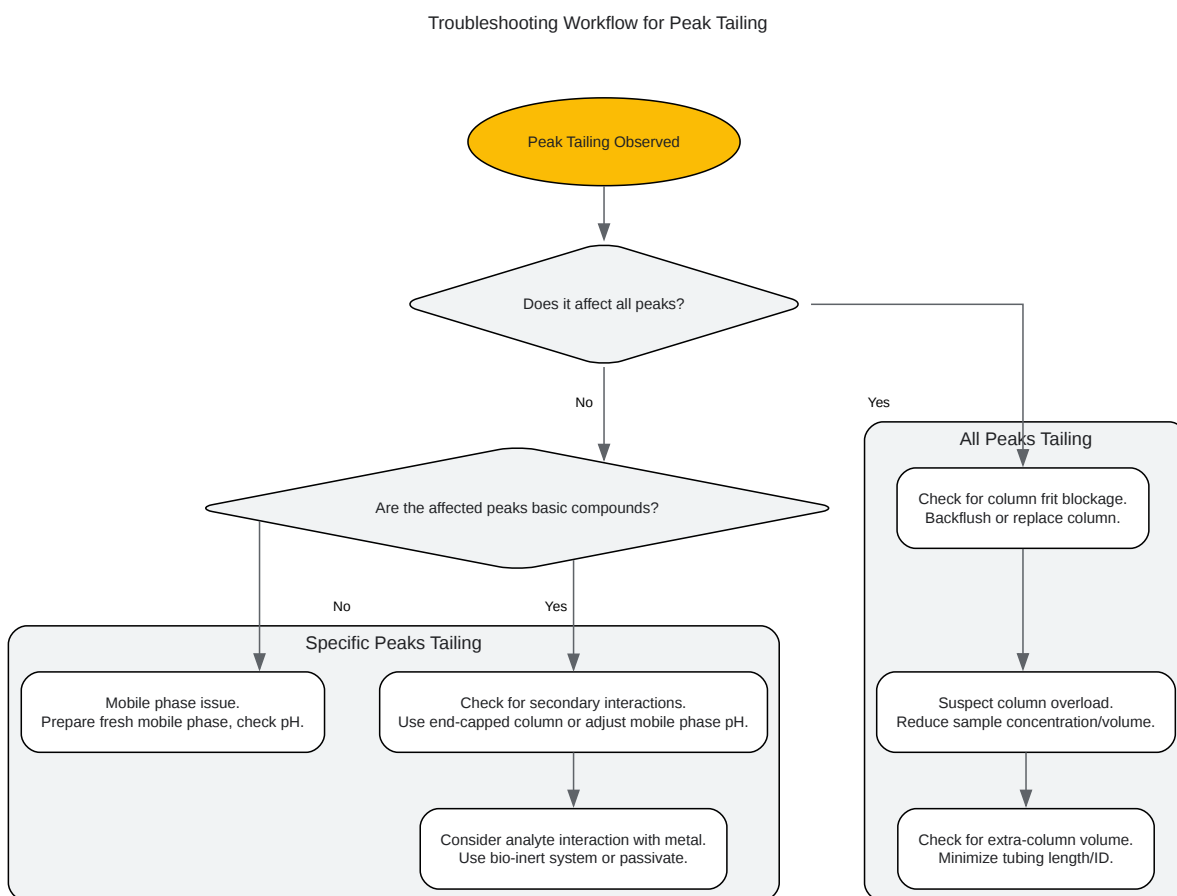 Troubleshooting Workflow for Peak Tailing
Peak Tailing Observed
Does it affect all peaks?
No
Yes
All Peaks Tailing
Check for column frit blockage.
Backflush or replace column.
Are the affected peaks basic compounds?
No
Yes
Specific Peaks Tailing
Mobile phase issue.
Prepare fresh mobile phase, check pH.
Check for secondary interactions.
Use end-capped column or adjust mobile phase pH.
Suspect column overload.
Reduce sample concentration/volume.
Consider analyte interaction with metal.
Use bio-inert system or passivate.
Check for extra-column volume.
Minimize tubing length/ID.